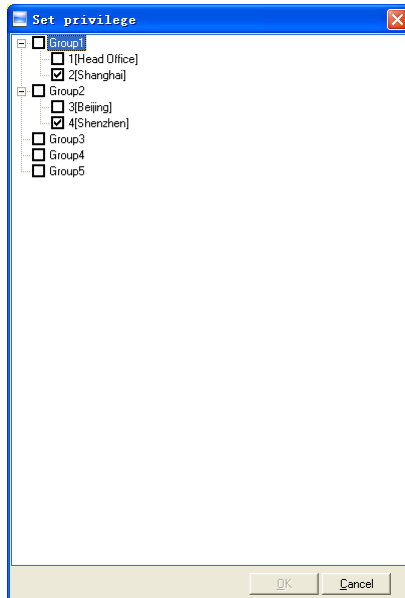 Set privilege
Group1
1[Head Office]
2[Shanghai]
Group2
3[Beijing]
4[Shenzhen]
Group3
Group4
Group5
OK Cancel